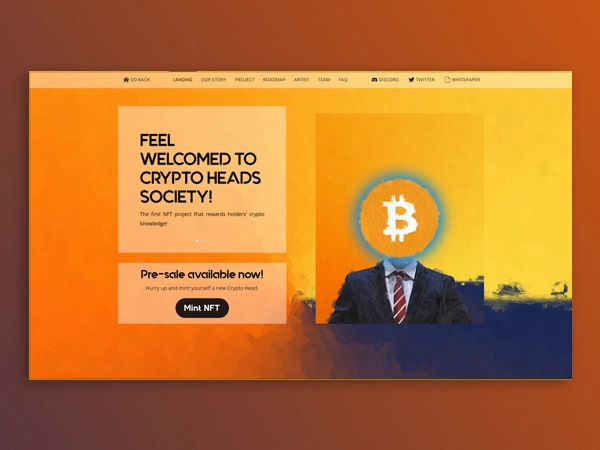 GO BACK LANDING OUR STORY PROJECT ROADMAP ARTIST TEAM FAQ DISCORD TWITTER WHITEPAPER
FEEL
WELCOMED TO
CRYPTO HEADS
SOCIETY!
The first NFT project that rewards holders' crypto
knowledge!
Pre-sale available now!
Hurry up and mint yourself a new Crypto Head.
Mint NFT